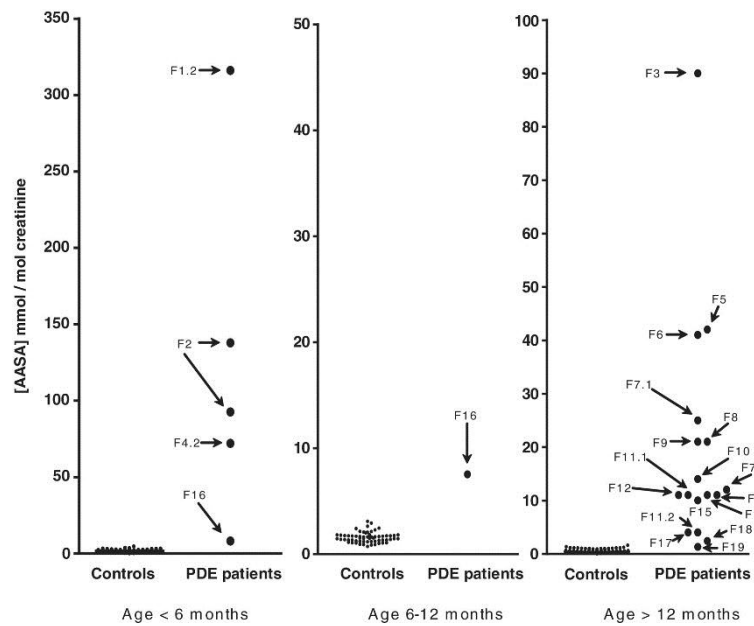 [AASA] mmol / mol creatinine
350
300
250
200
150
100
50
0
F1.2
F2
F4.2
F16
Controls
PDE patients
Age < 6 months
50
40
30
20
10
0
F16
Controls
PDE patients
Age 6-12 months
100
90
80
70
60
50
40
30
20
10
0
F3
F5
F6
F7.1
F8
F9
F10
F11.1
F7
F12
F
F15
F
F11.2
F18
F17
F19
Controls
PDE patients
Age > 12 months